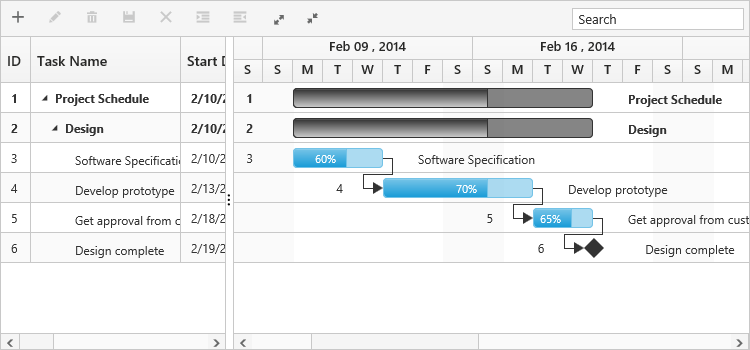 Search
Feb 09 , 2014 Feb 16 , 2014
ID Task Name Start D
S S M T W T F S S M T W T F S S M
1 Project Schedule 2/10/2 1 Project Schedule
2 Design 2/10/2 2 Design
3 Software Specificatio 2/10/2 3 60% Software Specification
4 Develop prototype 2/13/2 4 70% Develop prototype
5 Get approval from c 2/18/2 5 65% Get approval from cust
6 Design complete 2/19/2 6 Design complete